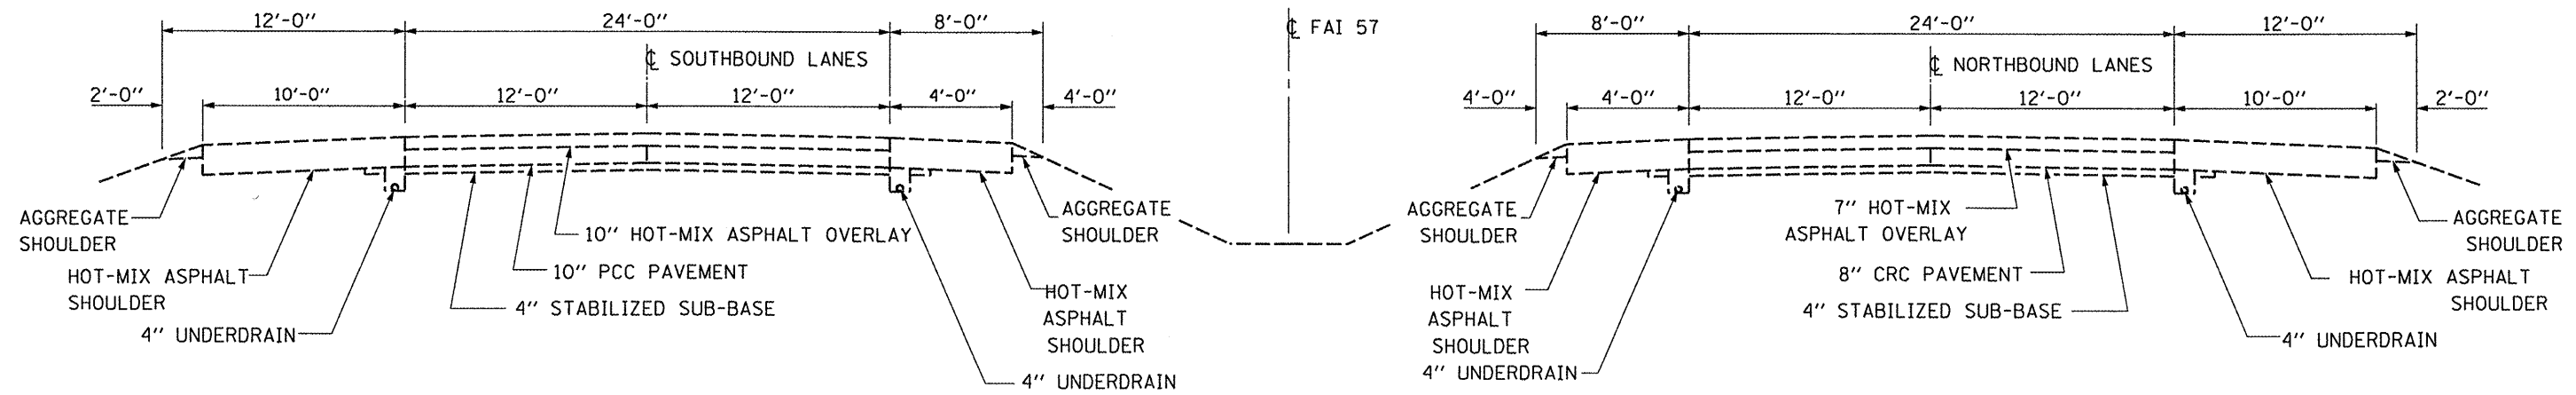 12'-0"
24'-0"
8'-0"
℄ FAI 57
8'-0"
24'-0"
12'-0"
℄ SOUTHBOUND LANES
℄ NORTHBOUND LANES
2'-0"
10'-0"
12'-0"
12'-0"
4'-0"
4'-0"
4'-0"
4'-0"
12'-0"
12'-0"
10'-0"
2'-0"
AGGREGATE
SHOULDER
HOT-MIX ASPHALT
SHOULDER
4" UNDERDRAIN
10" HOT-MIX ASPHALT OVERLAY
10" PCC PAVEMENT
4" STABILIZED SUB-BASE
AGGREGATE
SHOULDER
HOT-MIX
ASPHALT
SHOULDER
4" UNDERDRAIN
AGGREGATE
SHOULDER
HOT-MIX
ASPHALT
SHOULDER
4" UNDERDRAIN
7" HOT-MIX
ASPHALT OVERLAY
8" CRC PAVEMENT
4" STABILIZED SUB-BASE
AGGREGATE
SHOULDER
HOT-MIX ASPHALT
SHOULDER
4" UNDERDRAIN